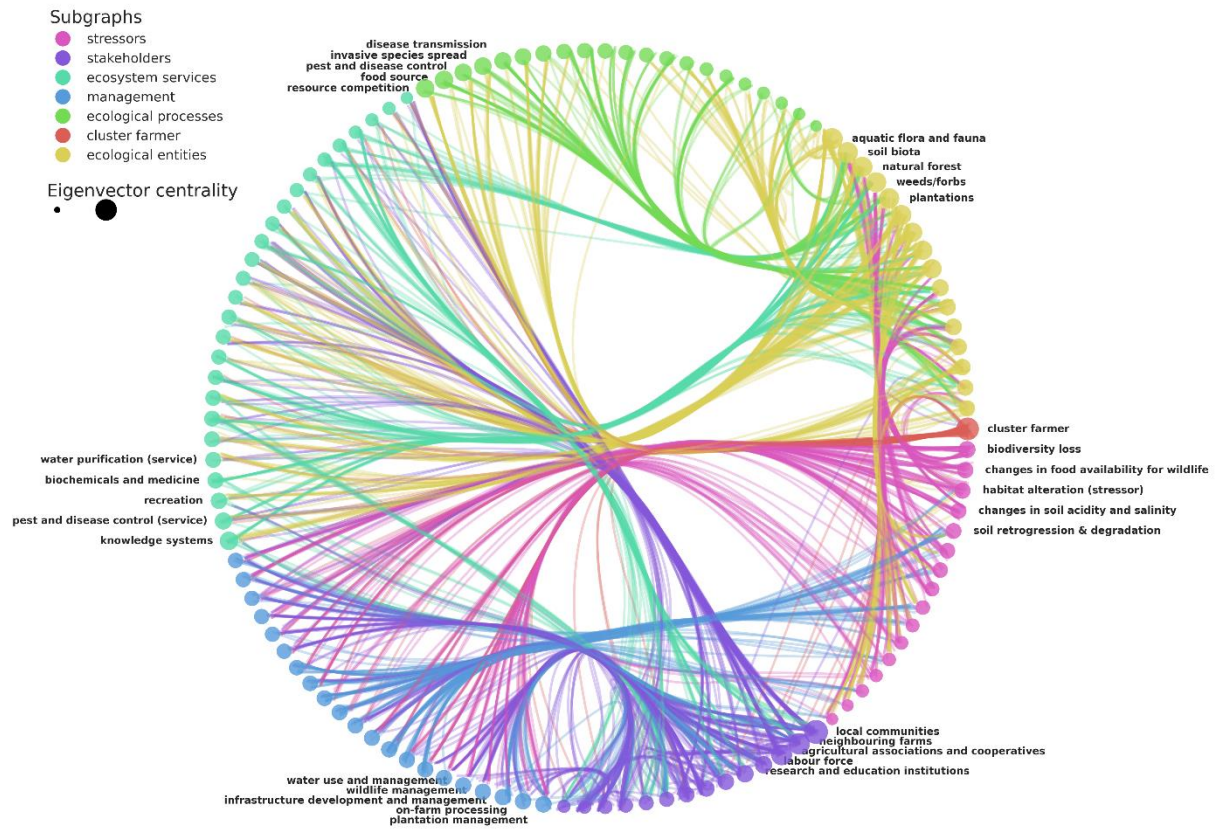 Subgraphs
stressors
stakeholders
ecosystem services
management
ecological processes
cluster farmer
ecological entities
Eigenvector centrality
disease transmission
invasive species spread
pest and disease control
food source
resource competition
aquatic flora and fauna
soil biota
natural forest
weeds/forbs
plantations
cluster farmer
biodiversity loss
changes in food availability for wildlife
habitat alteration (stressor)
changes in soil acidity and salinity
soil retrogression & degradation
water purification (service)
biochemicals and medicine
recreation
pest and disease control (service)
knowledge systems
local communities
neighbouring farms
agricultural associations and cooperatives
labour force
research and education institutions
water use and management
wildlife management
infrastructure development and management
on-farm processing
plantation management